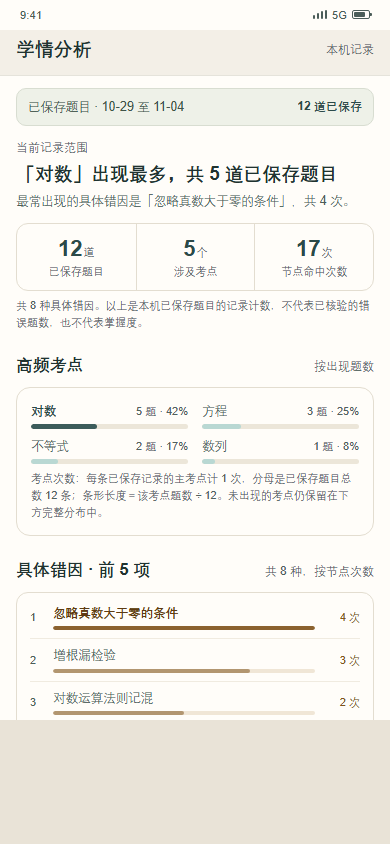 9:41 5G
学情分析 本机记录
已保存题目 · 10-29 至 11-04 12 道已保存
当前记录范围
「对数」出现最多，共 5 道已保存题目
最常出现的具体错因是「忽略真数大于零的条件」，共 4 次。
12道 5个 17次
已保存题目 涉及考点 节点命中次数
共 8 种具体错因。以上是本机已保存题目的记录计数，不代表已核验的错
误题数，也不代表掌握度。
高频考点 按出现题数
对数 5 题 · 42% 方程 3 题 · 25%
不等式 2 题 · 17% 数列 1 题 · 8%
考点次数：每条已保存记录的主考点计 1 次，分母是已保存题目总
数 12 条；条形长度 = 该考点题数 ÷ 12。未出现的考点仍保留在下
方完整分布中。
具体错因 · 前 5 项 共 8 种，按节点次数
1 忽略真数大于零的条件 4 次
2 增根漏检验 3 次
3 对数运算法则记混 2 次